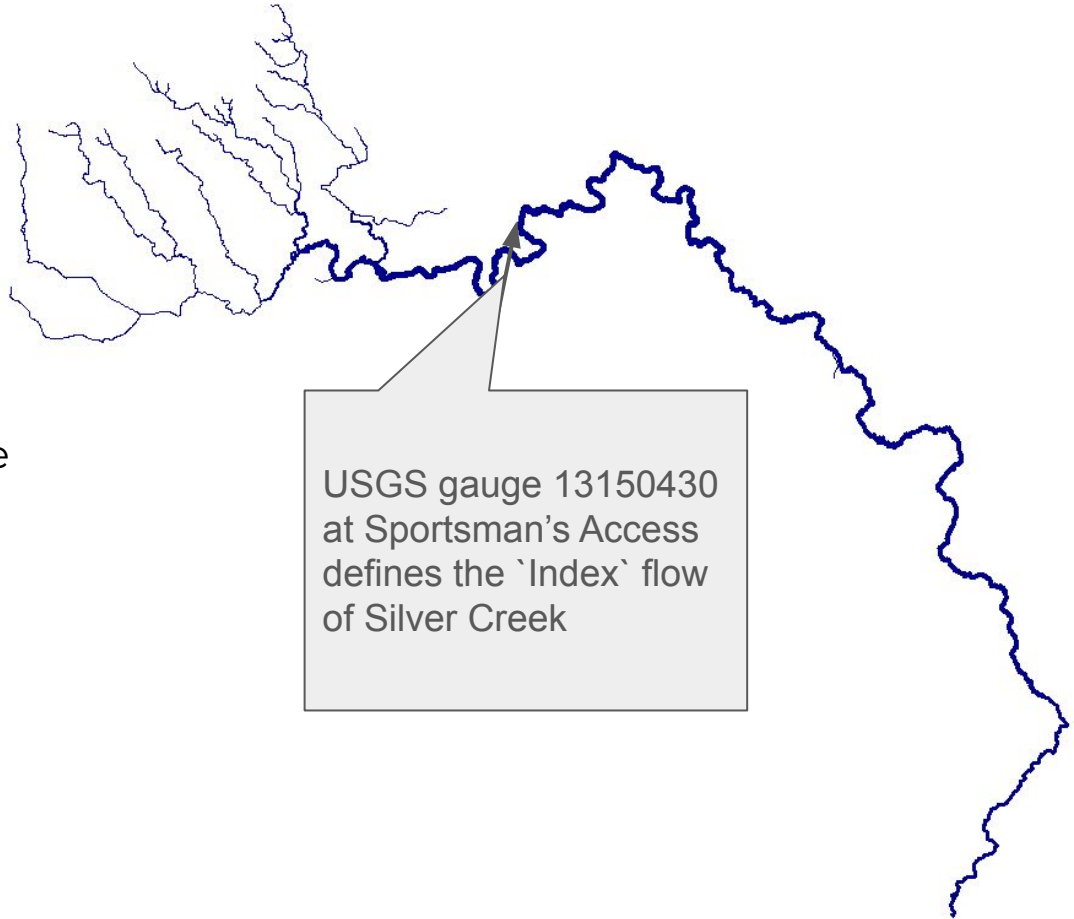 e
USGS gauge 13150430
at Sportsman’s Access
defines the `Index` flow
of Silver Creek